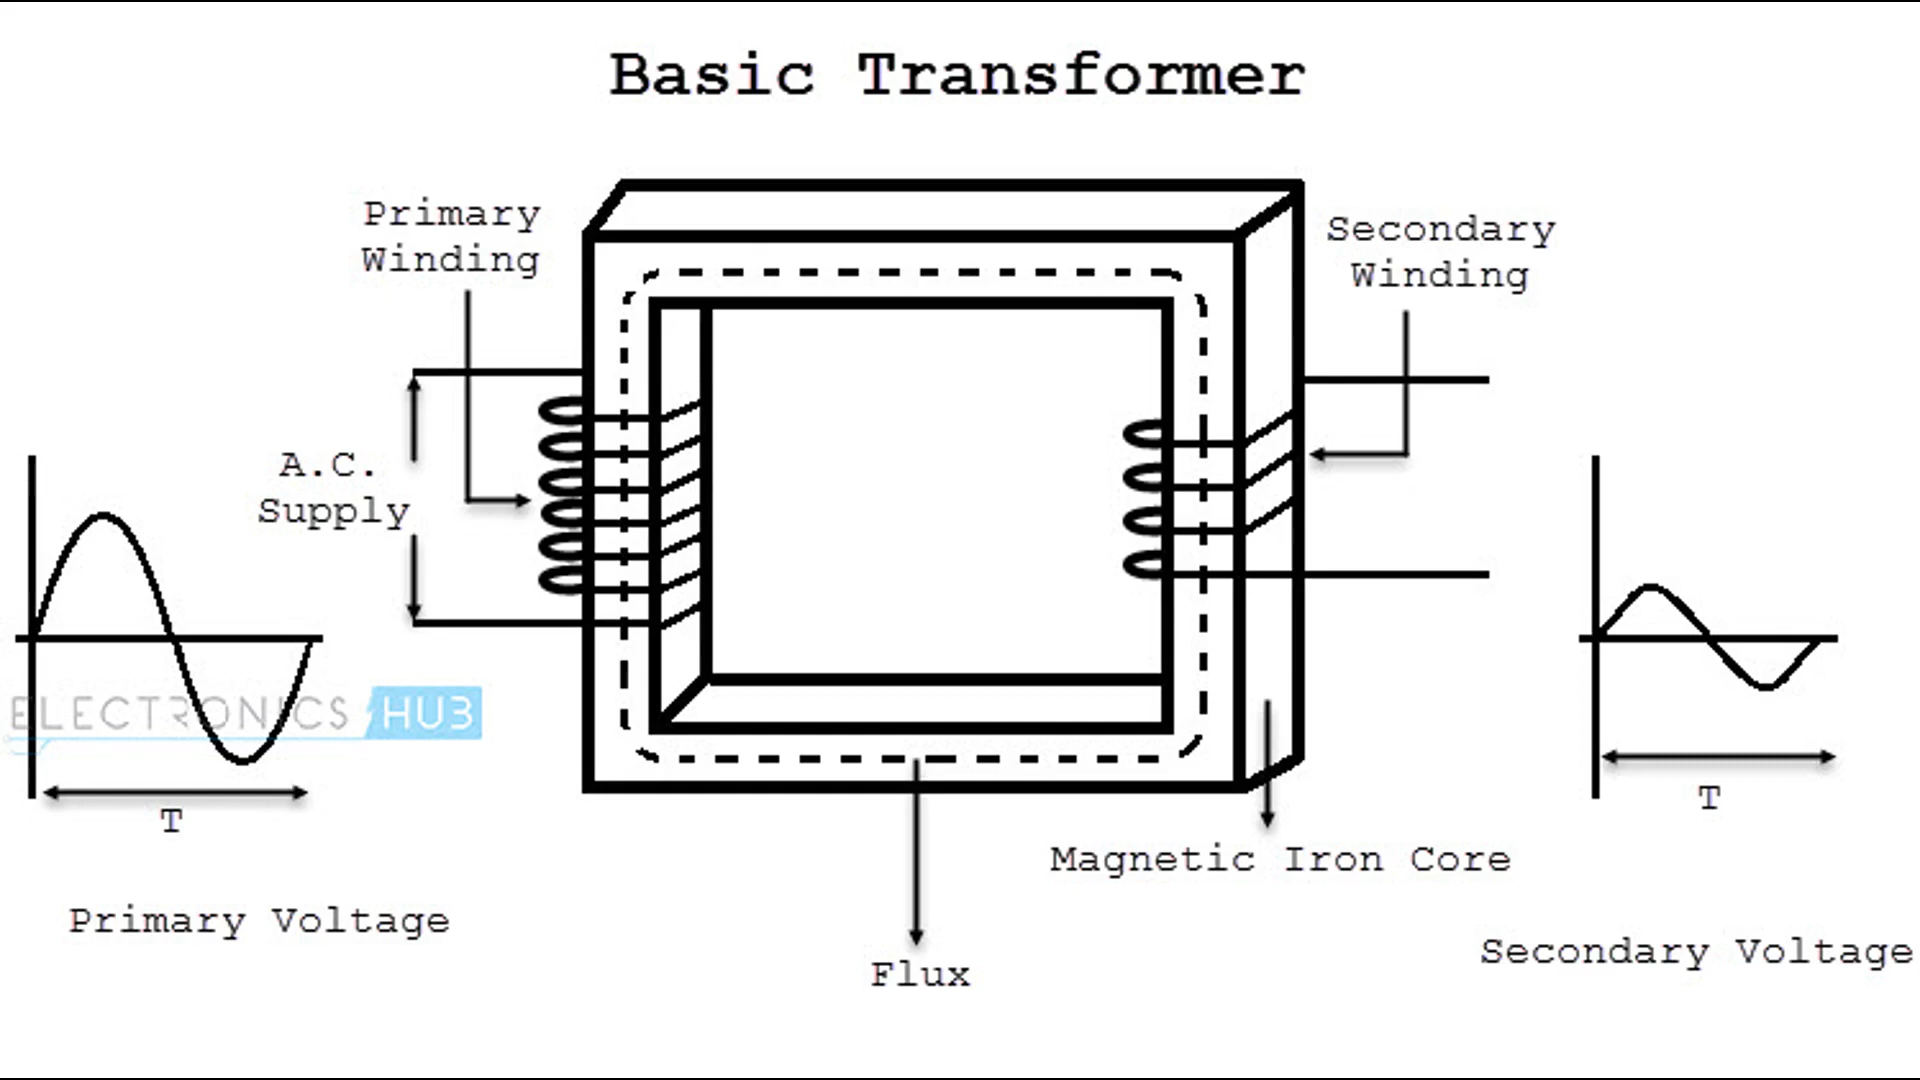 Basic Transformer
Primary
Winding
Secondary
Winding
A.C.
Supply
ELECTRONICS HUB
T
T
Magnetic Iron Core
Primary Voltage
Secondary Voltage
Flux